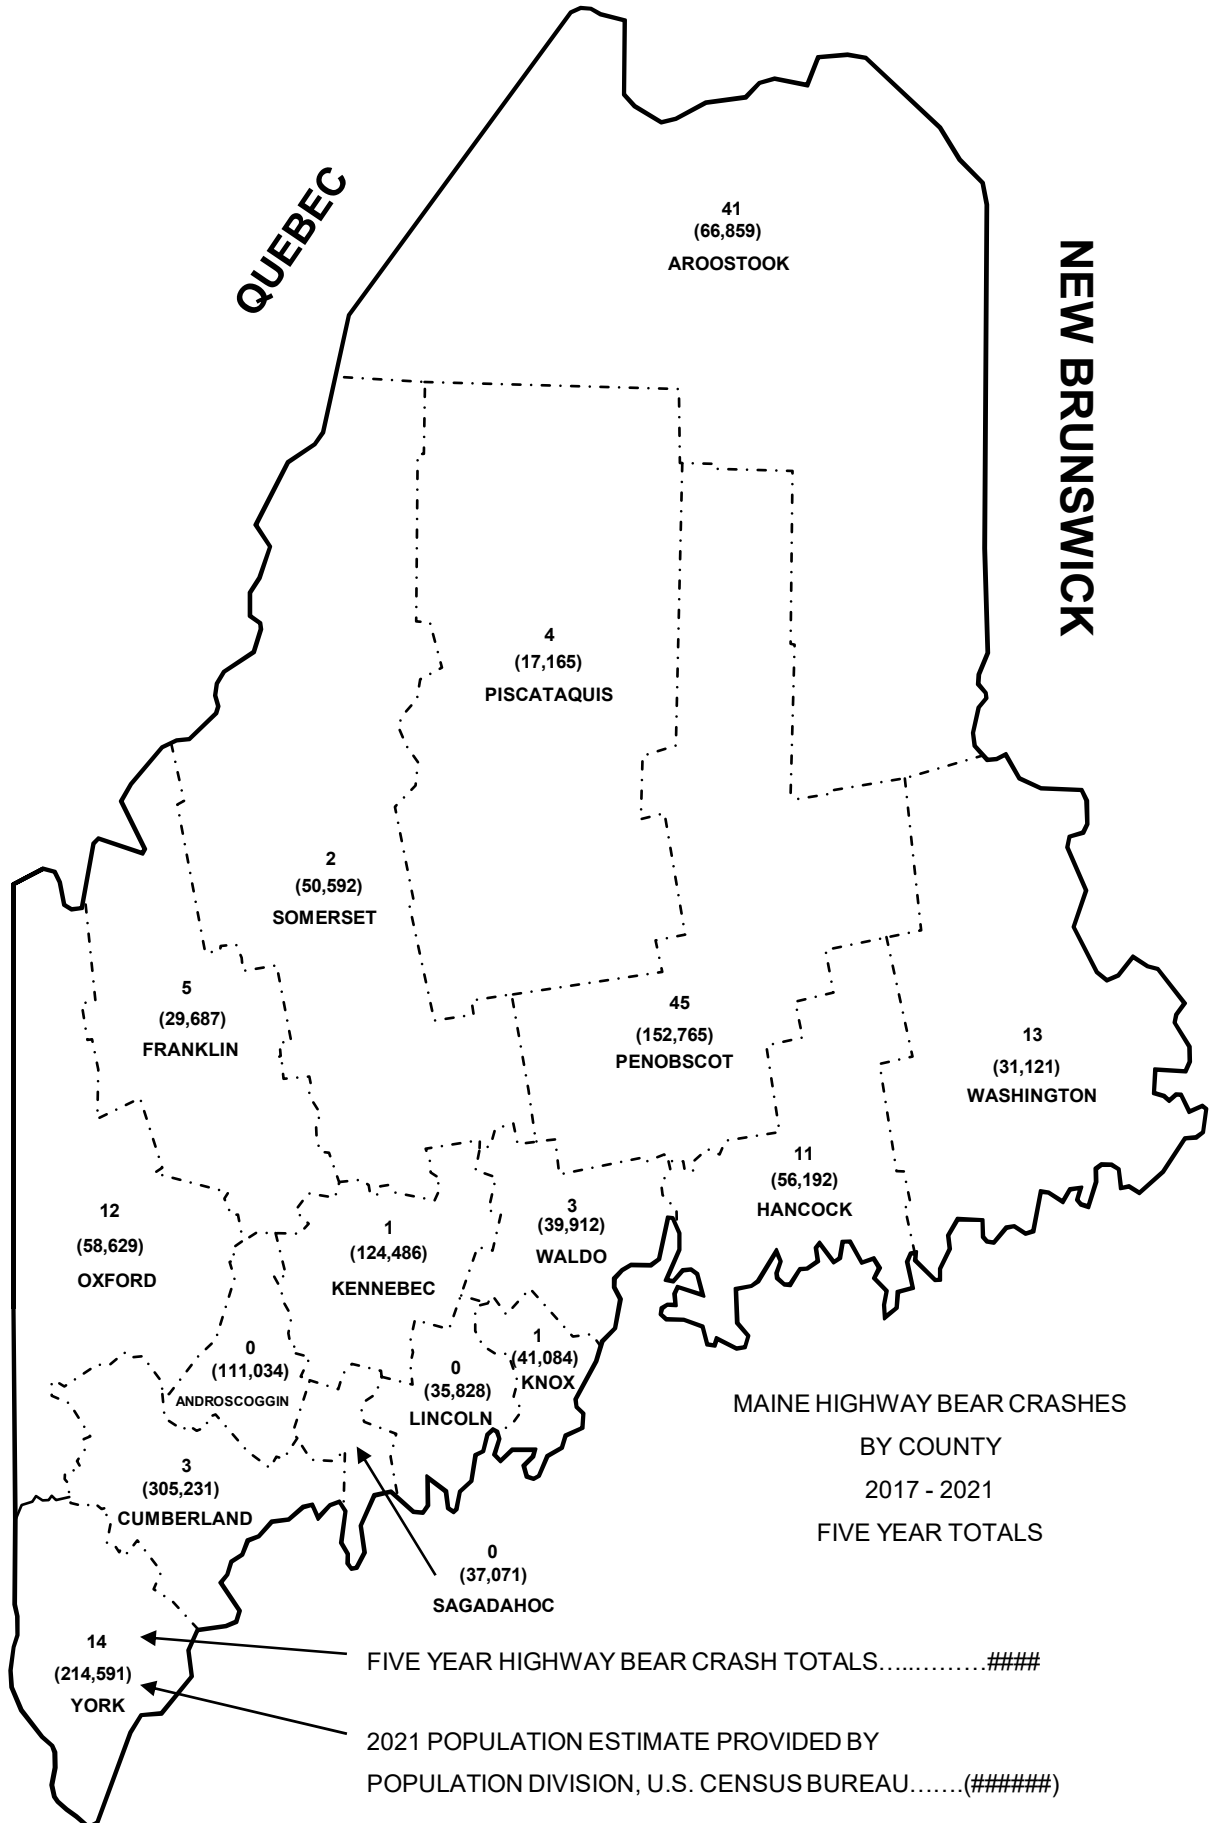 QUEBEC
NEW BRUNSWICK
41
(66,859)
AROOSTOOK
4
(17,165)
PISCATAQUIS
2
(50,592)
SOMERSET
5
(29,687)
FRANKLIN
45
(152,765)
PENOBSCOT
13
(31,121)
WASHINGTON
11
(56,192)
HANCOCK
12
(58,629)
OXFORD
1
(124,486)
KENNEBEC
3
(39,912)
WALDO
0
(111,034)
ANDROSCOGGIN
0
(35,828)
LINCOLN
1
(41,084)
KNOX
3
(305,231)
CUMBERLAND
0
(37,071)
SAGADAHOC
14
(214,591)
YORK
MAINE HIGHWAY BEAR CRASHES
BY COUNTY
2017 - 2021
FIVE YEAR TOTALS
FIVE YEAR HIGHWAY BEAR CRASH TOTALS…..………####
2021 POPULATION ESTIMATE PROVIDED BY
POPULATION DIVISION, U.S. CENSUS BUREAU…….(######)